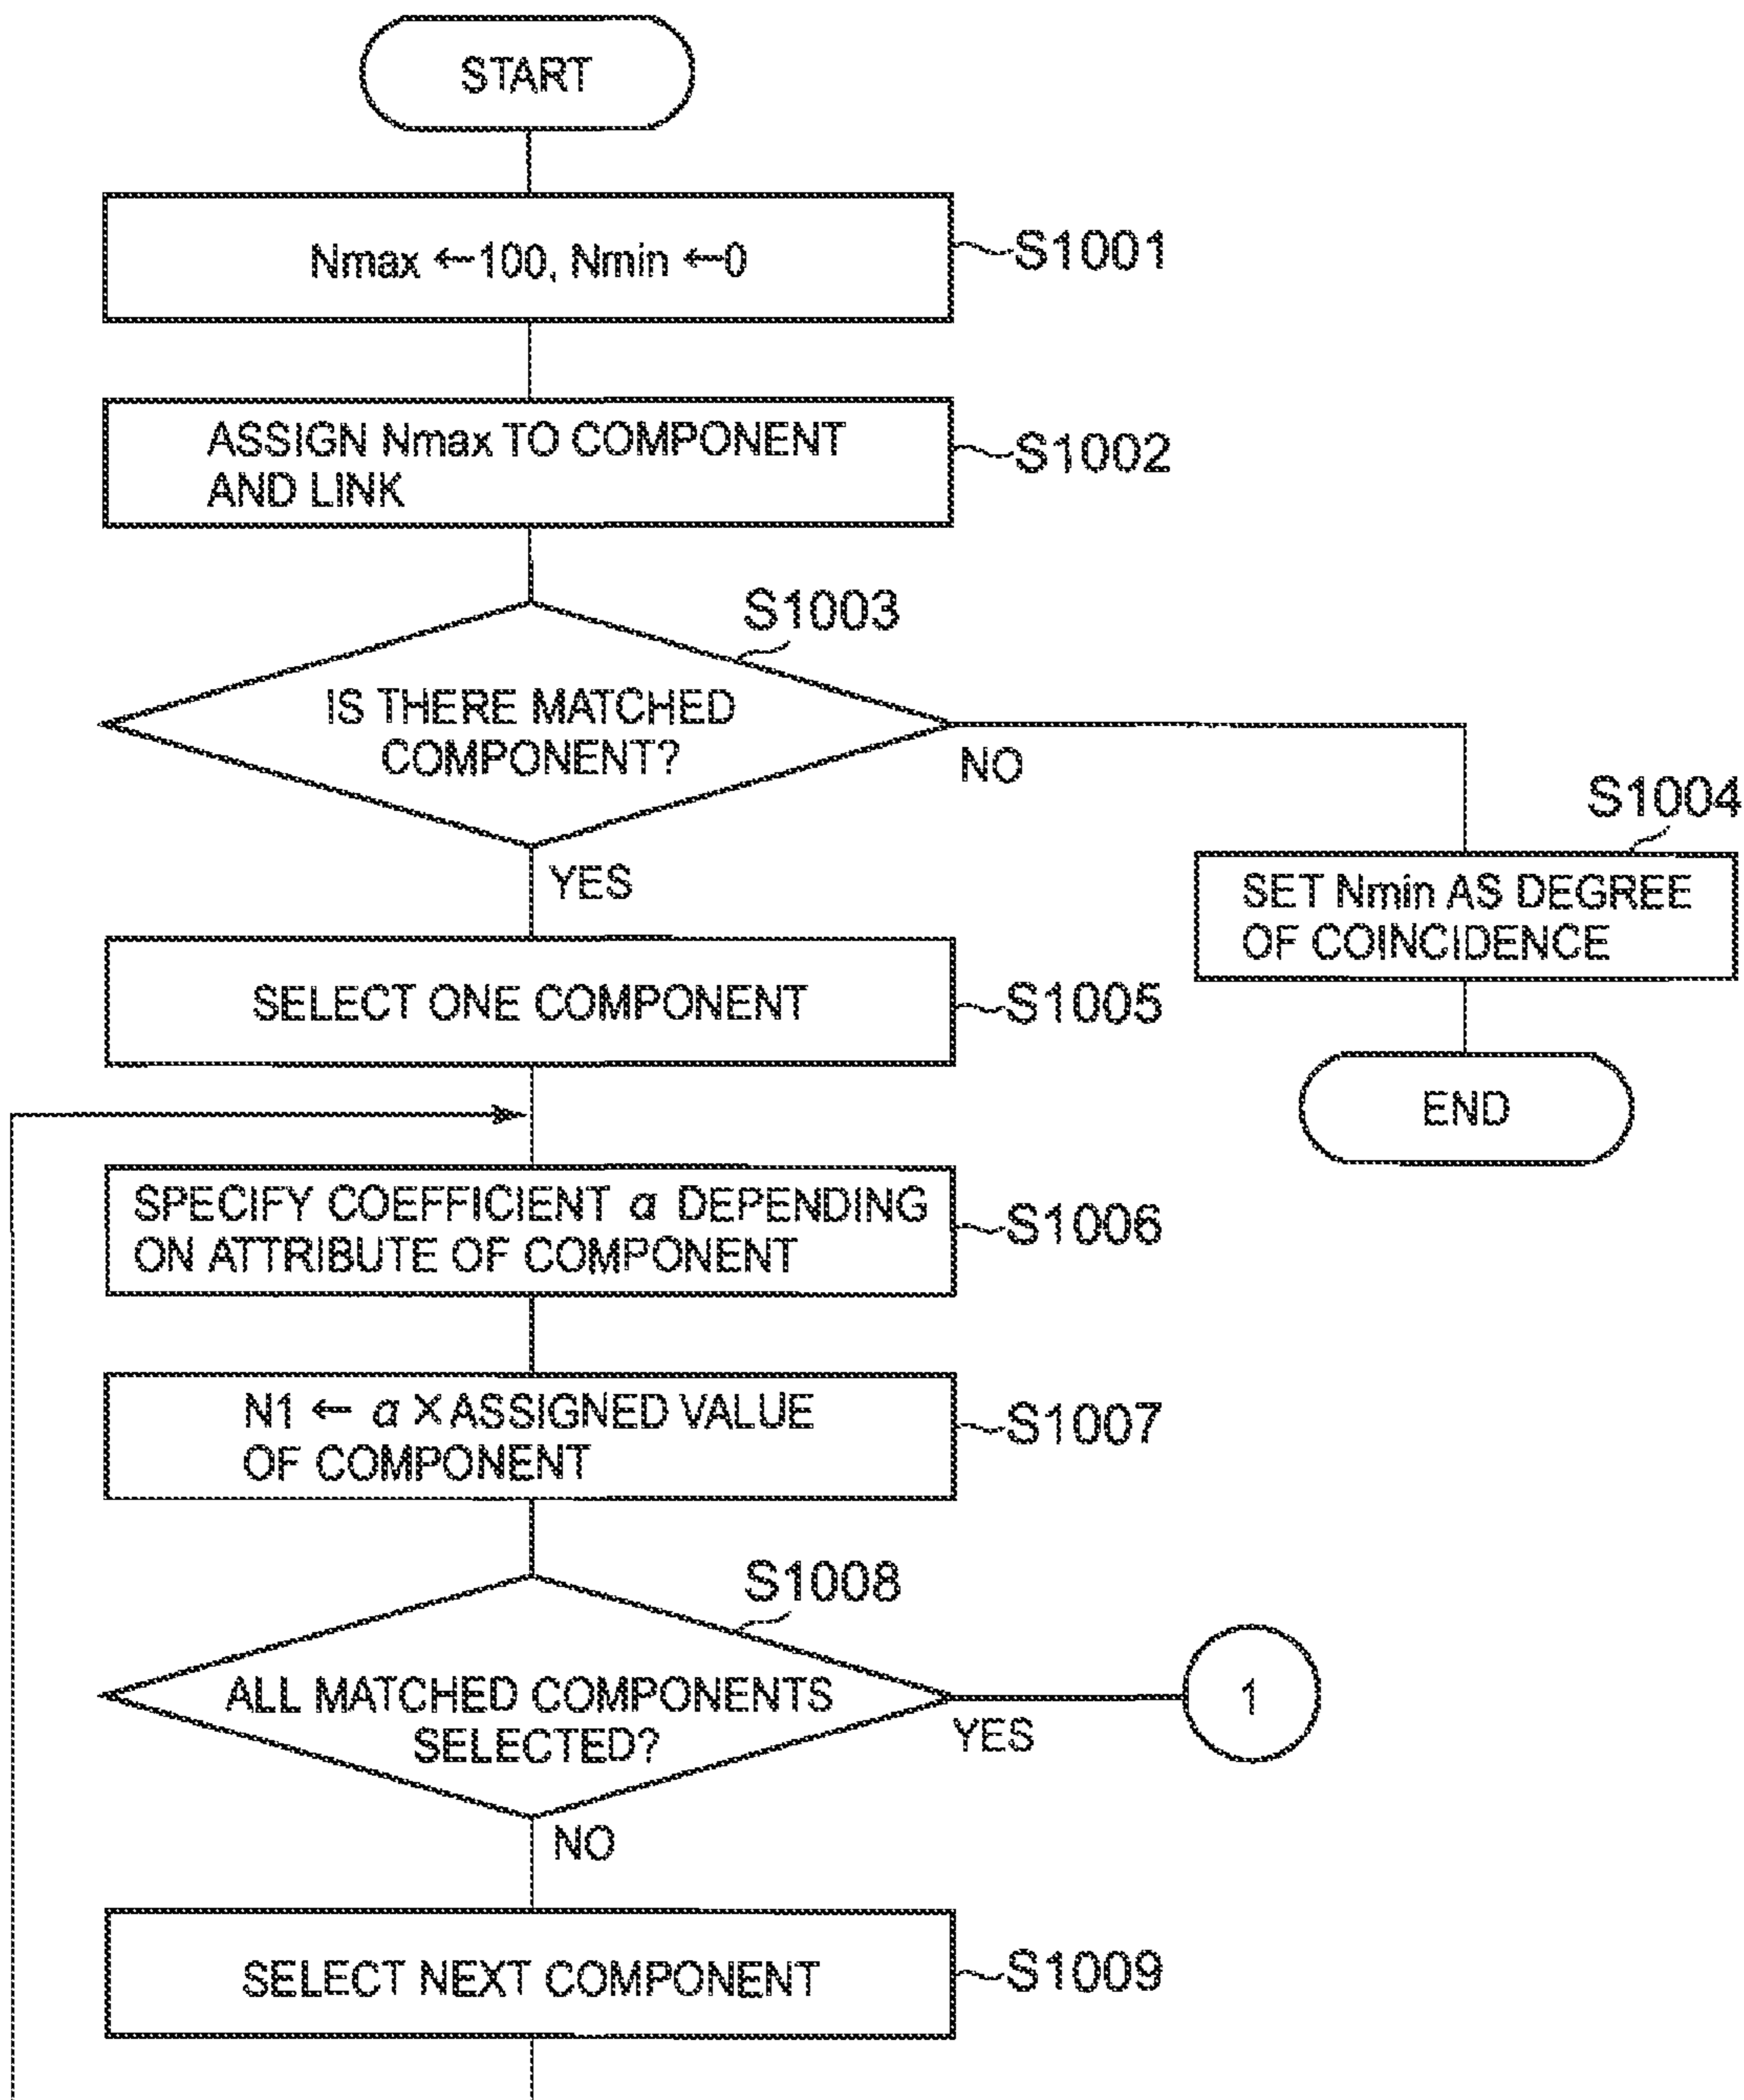 START
Nmax ←100, Nmin ←0
S1001
ASSIGN Nmax TO COMPONENT
AND LINK
S1002
S1003
IS THERE MATCHED
COMPONENT?
NO
YES
S1004
SET Nmin AS DEGREE
OF COINCIDENCE
END
SELECT ONE COMPONENT
S1005
SPECIFY COEFFICIENT α DEPENDING
ON ATTRIBUTE OF COMPONENT
S1006
N1 ← α ×ASSIGNED VALUE
OF COMPONENT
S1007
S1008
ALL MATCHED COMPONENTS
SELECTED?
YES
1
NO
SELECT NEXT COMPONENT
S1009